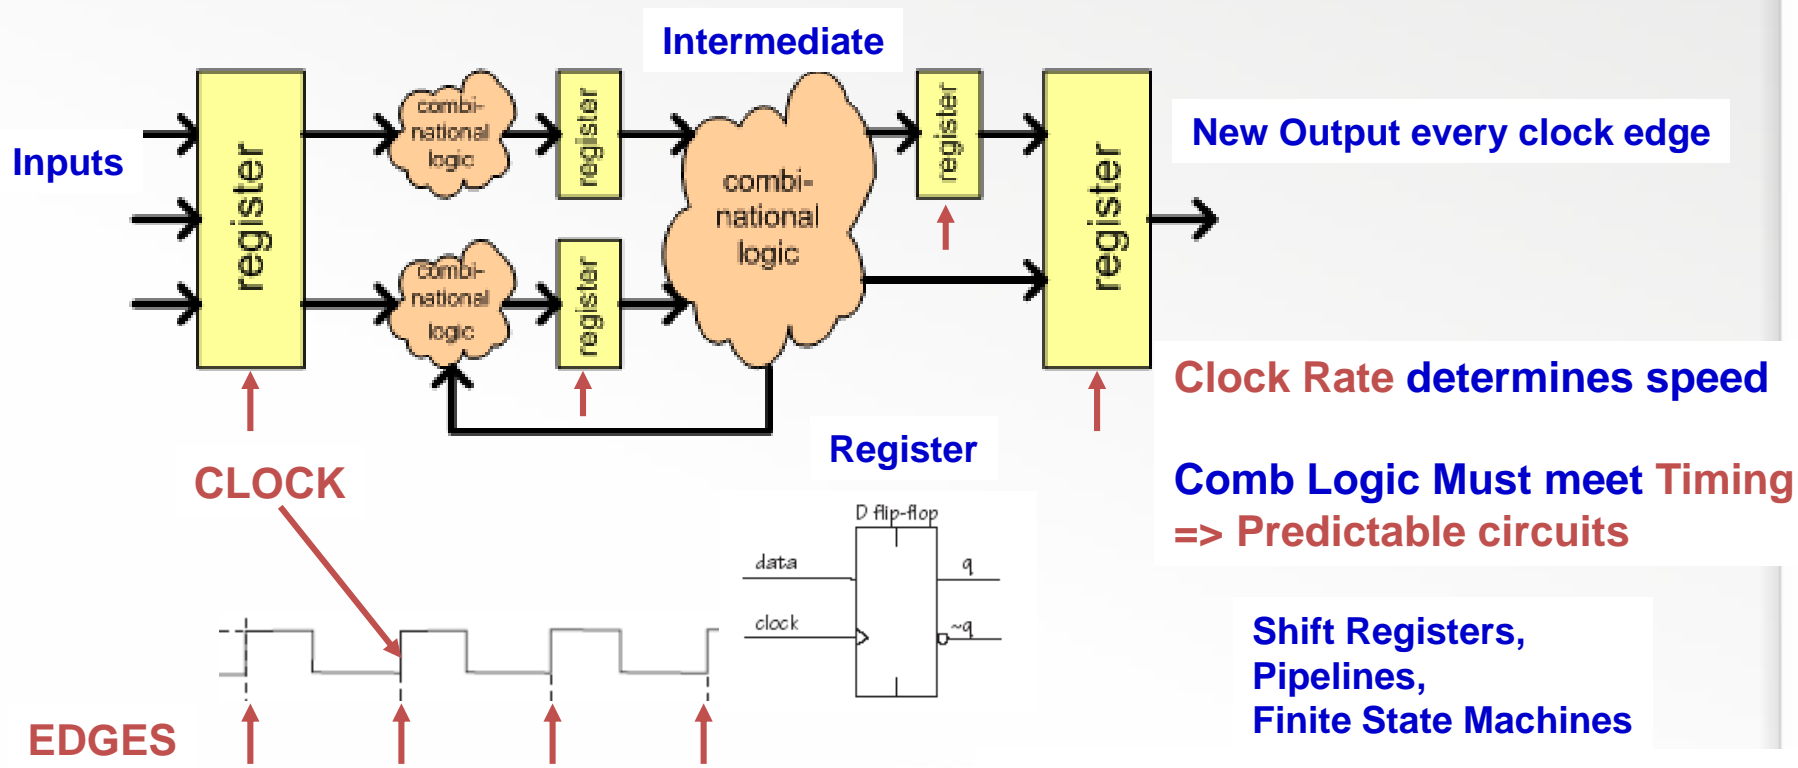 Intermediate
Inputs
register
combi-
national
logic
register
combi-
national
logic
register
combi-
national
logic
register
register
New Output every clock edge
Clock Rate determines speed
Comb Logic Must meet Timing
=> Predictable circuits
CLOCK
Register
D flip-flop
data
q
clock
~q
EDGES
Shift Registers,
Pipelines,
Finite State Machines